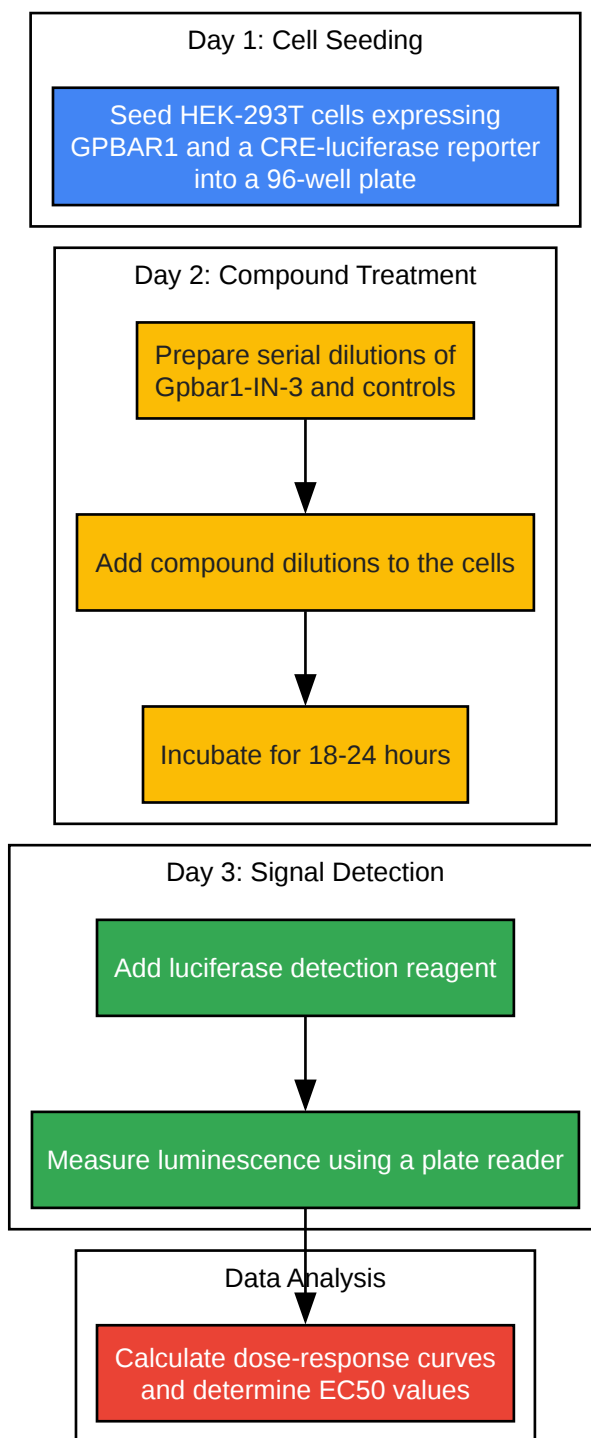 Day 1: Cell Seeding
Seed HEK-293T cells expressing
GPBAR1 and a CRE-luciferase reporter
into a 96-well plate
Day 2: Compound Treatment
Prepare serial dilutions of
Gpbar1-IN-3 and controls
Add compound dilutions to the cells
Incubate for 18-24 hours
Day 3: Signal Detection
Add luciferase detection reagent
Measure luminescence using a plate reader
Data Analysis
Calculate dose-response curves
and determine EC50 values